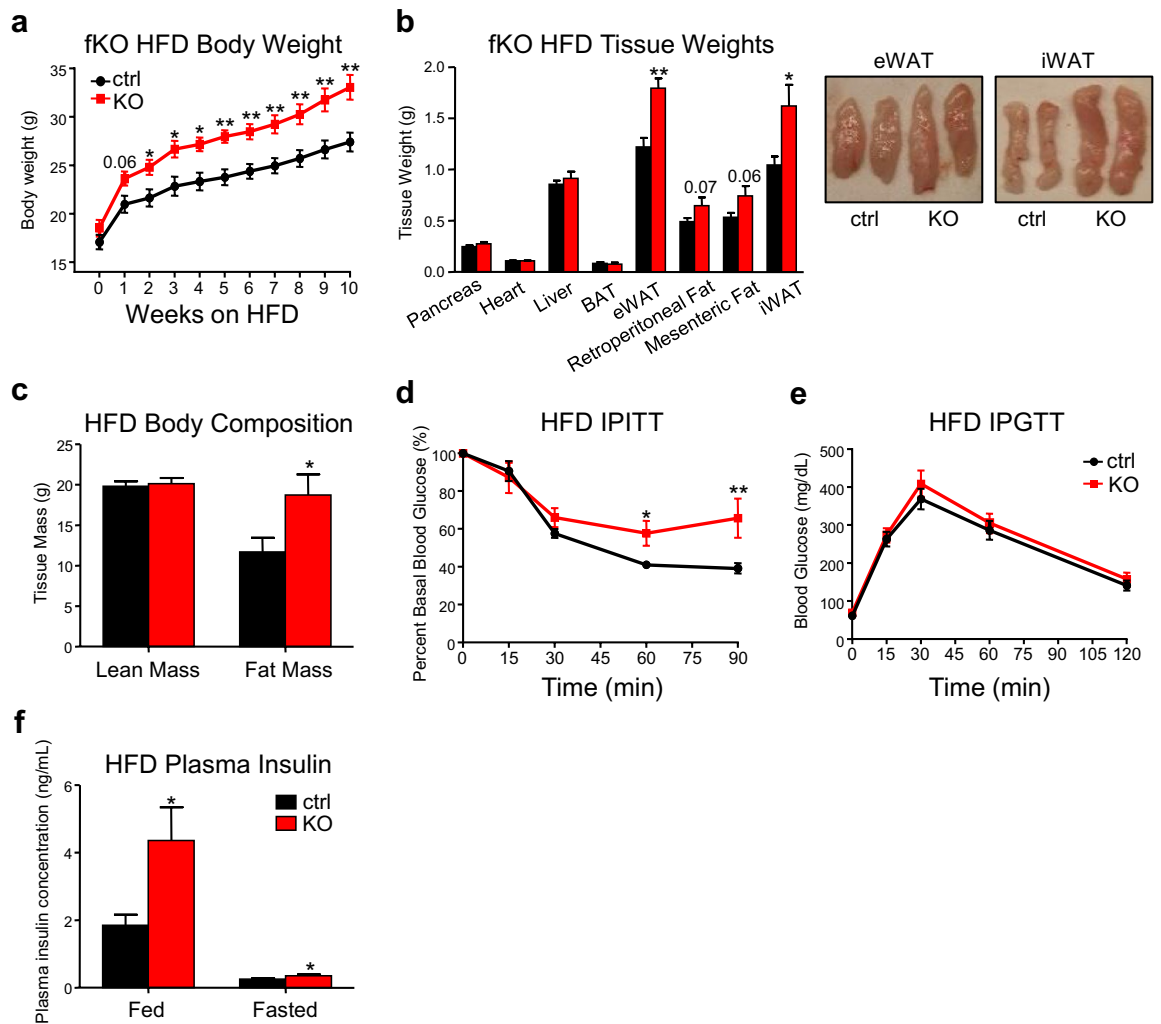 a
fKO HFD Body Weight
ctrl
KO
Body weight (g)
35
30
25
20
15
0.06
*
*
*
**
**
**
**
**
**
0 1 2 3 4 5 6 7 8 9 10
Weeks on HFD
b
fKO HFD Tissue Weights
Tissue Weight (g)
2.0
1.5
1.0
0.5
0.0
**
0.07
0.06
*
Pancreas
Heart
Liver
BAT
eWAT
Retroperitoneal Fat
Mesenteric Fat
iWAT
eWAT
iWAT
ctrl KO
ctrl KO
c
HFD Body Composition
Tissue Mass (g)
25
20
15
10
5
0
*
Lean Mass Fat Mass
d
HFD IPITT
Percent Basal Blood Glucose (%)
100
80
60
40
20
0
*
**
0 15 30 45 60 75 90
Time (min)
e
HFD IPGTT
ctrl
KO
Blood Glucose (mg/dL)
500
400
300
200
100
0
0 15 30 45 60 75 90 105 120
Time (min)
f
HFD Plasma Insulin
ctrl
KO
Plasma insulin concentration (ng/mL)
6
4
2
0
*
*
Fed Fasted